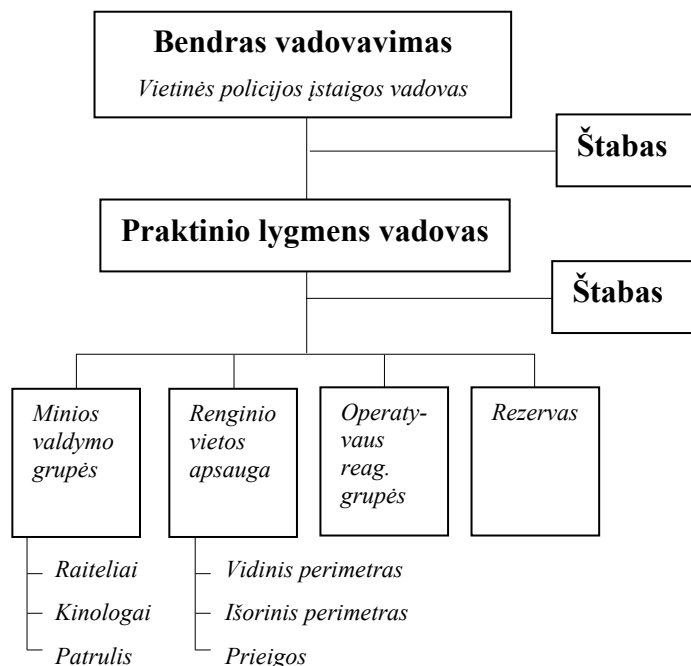 Bendras vadovavimas
Vietinės policijos įstaigos vadovas
Štabas
Praktinio lygmens vadovas
Štabas
Minios
valdymo
grupės
Renginio
vietos
apsauga
Operaty-
vaus
reag.
grupės
Rezervas
Raiteliai
Kinologai
Patrulis
Vidinis perimetras
Išorinis perimetras
Prieigos